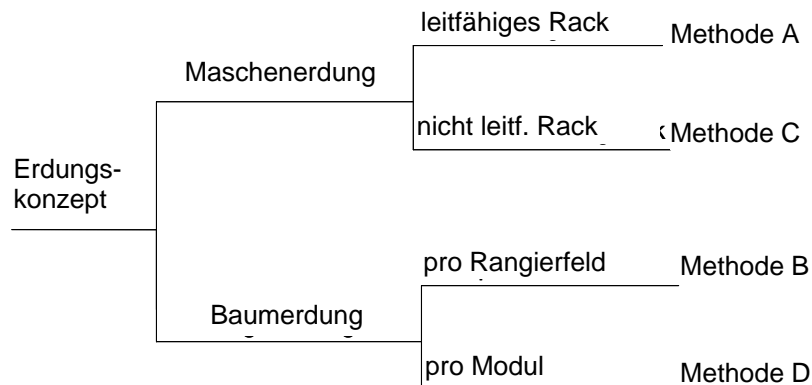 leitfähiges Rack
Methode A
Maschenerdung
nicht leitf. Rack
Methode C
Erdungs-
konzept
pro Rangierfeld
Methode B
Baumerdung
pro Modul
Methode D